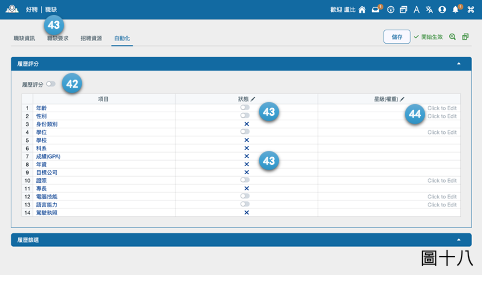 好聘 | 職缺
歡迎 盧比
43
職缺資訊 職缺要求 招聘資源 自動化
儲存 開始生效
履歷評分
履歷評分 42
項目 狀態 星級(權重)
1 年齡 43 Click to Edit 44
2 性別 Click to Edit
3 身份類別
4 學位 Click to Edit
5 學校
6 科系
7 成績(GPA) 43
8 年資
9 目標公司
10 證照 Click to Edit
11 專長
12 電腦技能 Click to Edit
13 語言能力 Click to Edit
14 駕駛執照
履歷篩選
圖十八